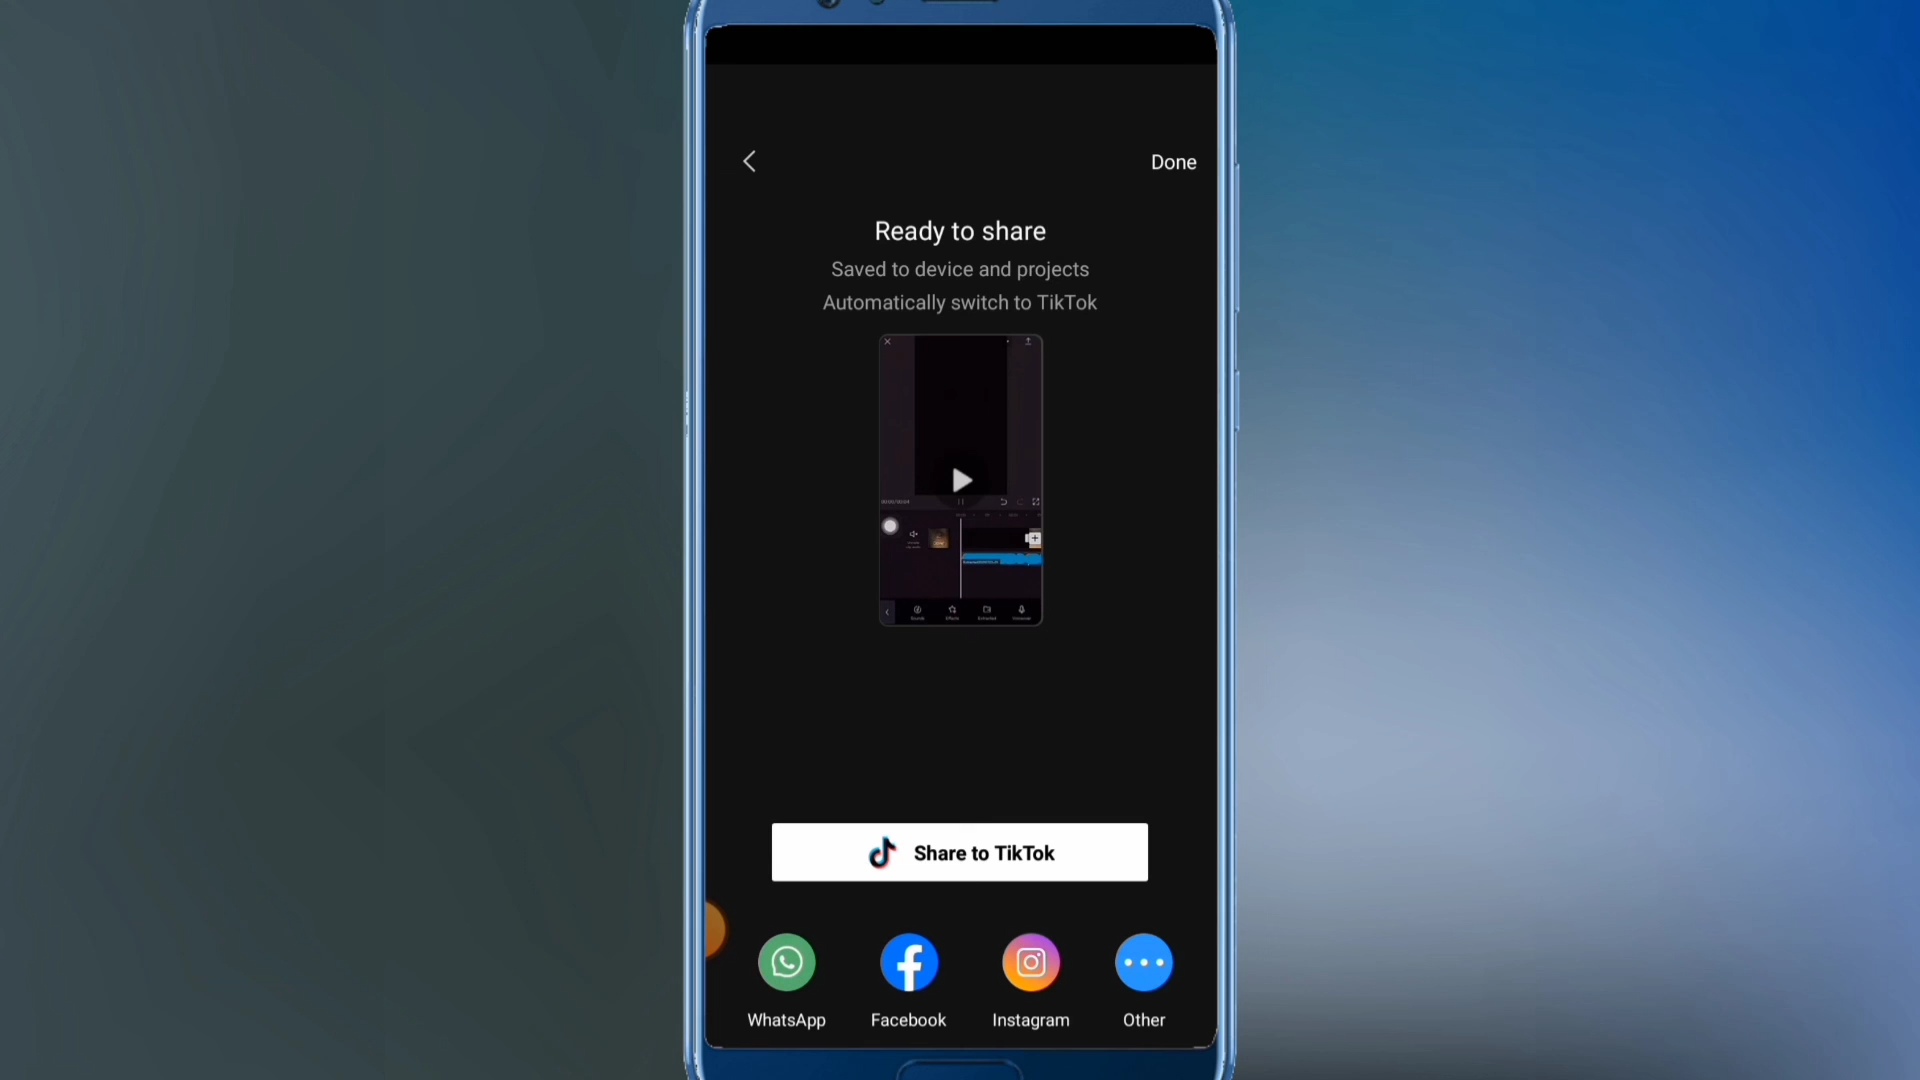 Done
Ready to share
Saved to device and projects
Automatically switch to TikTok
Share to TikTok
WhatsApp
Facebook
Instagram
Other